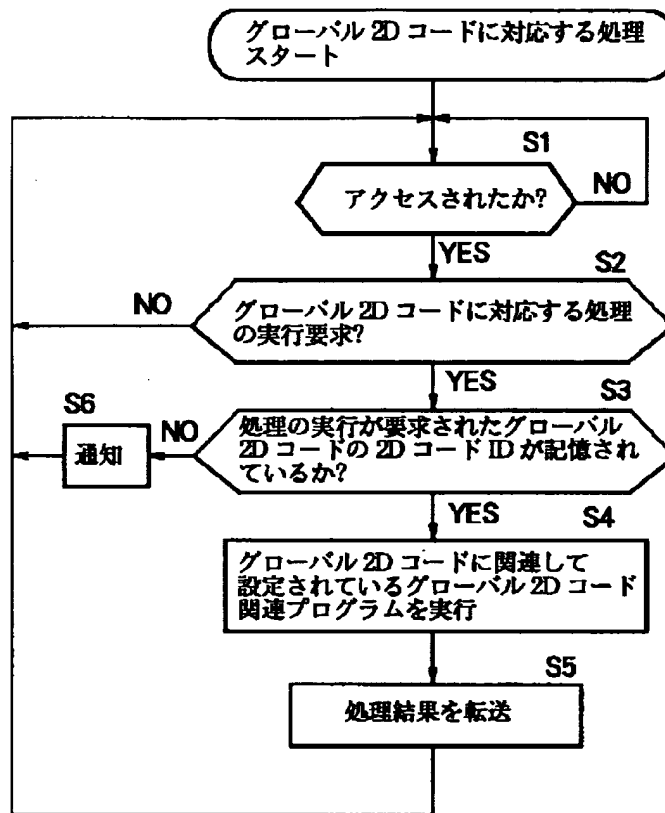 グローバル 2D コードに対応する処理
スタート
S1
アクセスされたか?
NO
YES
S2
NO
グローバル 2D コードに対応する処理
の実行要求?
YES
S3
S6
NO
通知
処理の実行が要求されたグローバル
2D コードの 2D コード ID が記憶され
ているか?
YES
S4
グローバル 2D コードに関連して
設定されているグローバル 2D コード
関連プログラムを実行
S5
処理結果を転送